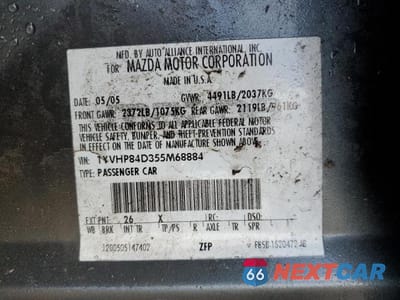 MFD. BY AUTO ALLIANCE INTERNATIONAL, INC.
FOR MAZDA MOTOR CORPORATION
MADE IN U.S.A.
DATE: 05/05 GVWR: 4491LB/2037KG
FRONT GAWR: 2372LB/1075KG REAR GAWR: 2119LB/961KG
THIS VEHICLE CONFORMS TO ALL APPLICABLE FEDERAL MOTOR
VEHICLE SAFETY, BUMPER, AND THEFT PREVENTION STANDARDS
IN EFFECT ON THE DATE OF MANUFACTURE SHOWN ABOVE.
VIN: 1YVHP84D355M68884
TYPE: PASSENGER CAR
EXT PNT: 26 X RC: DSO:
WB BRK INT TR TP/PS R AXLE TR SPR
1200505147402 ZFP
66 NEXTCAR